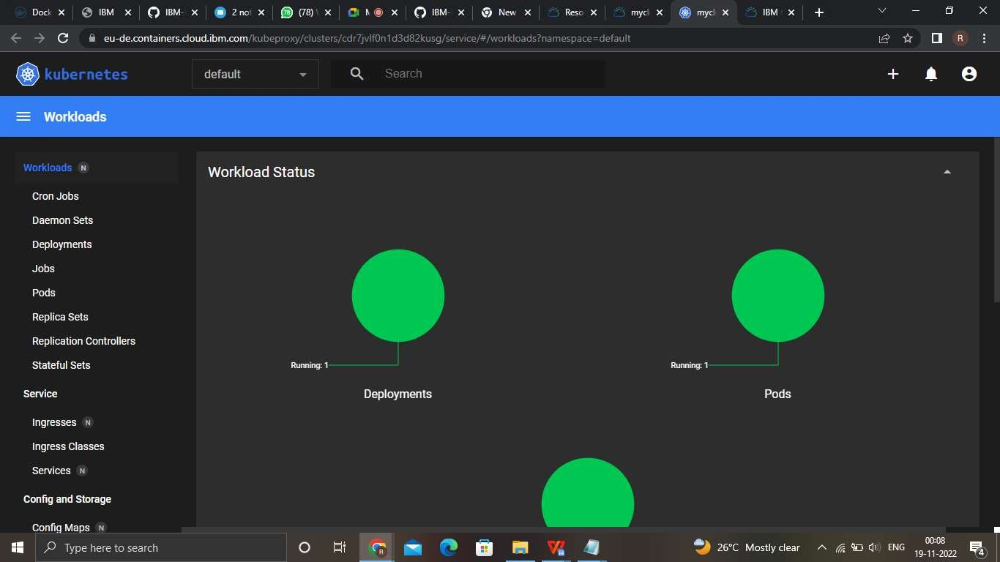 Dock IBM IBM- 2 not (78) \ M IBM- New Reso mycl mycl IBM
eu-de.containers.cloud.ibm.com/kubeproxy/clusters/cdr7jvlf0n1d3d82kusg/service/#/workloads?namespace=default
R
kubernetes default Search
Workloads
Workloads N
Cron Jobs
Daemon Sets
Deployments
Jobs
Pods
Replica Sets
Replication Controllers
Stateful Sets
Service
Ingresses N
Ingress Classes
Services N
Config and Storage
Config Maps N
Workload Status
Running: 1
Deployments
Running: 1
Pods
Type here to search
26°C Mostly clear
ENG
00:08
19-11-2022
4